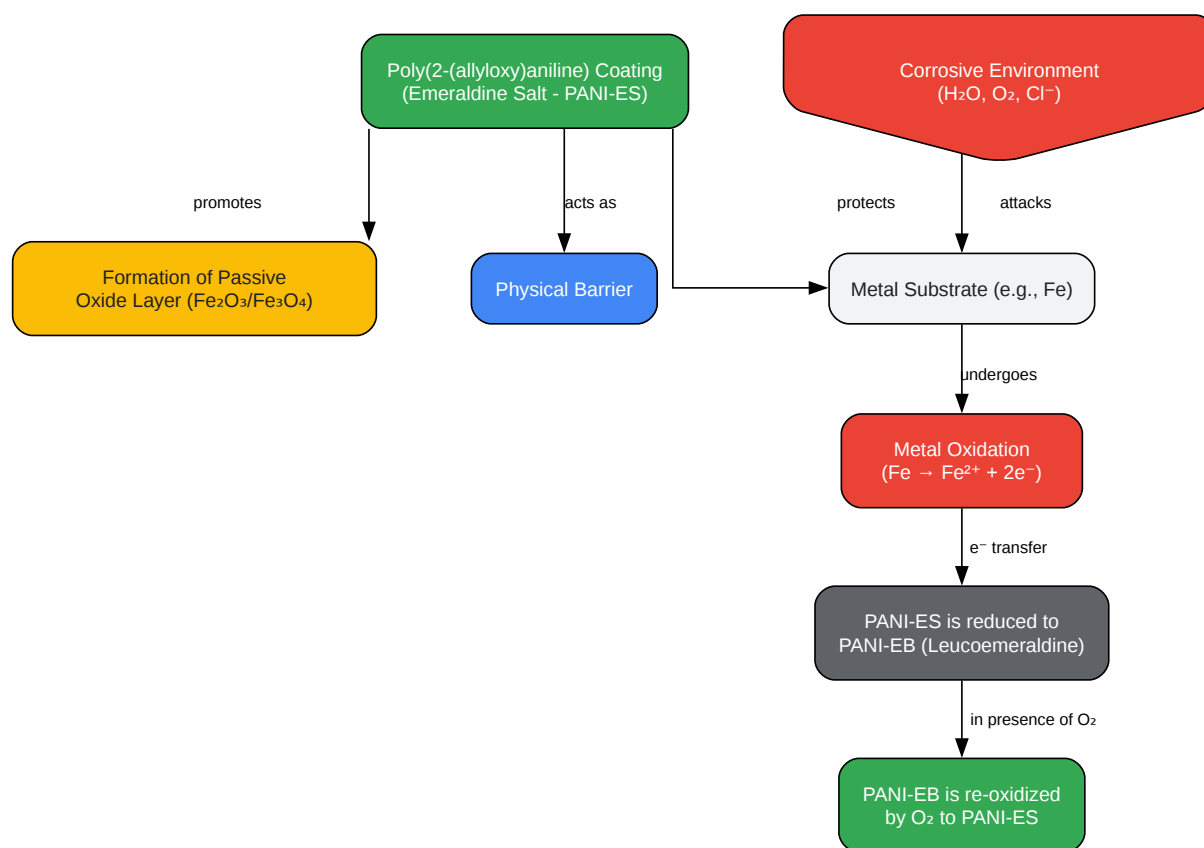 Poly(2-(allyloxy)aniline) Coating
(Emeraldine Salt - PANI-ES)
Corrosive Environment
(H₂O, O₂, Cl⁻)
promotes
acts as
protects
attacks
Formation of Passive
Oxide Layer (Fe₂O₃/Fe₃O₄)
Physical Barrier
Metal Substrate (e.g., Fe)
undergoes
Metal Oxidation
(Fe → Fe²⁺ + 2e⁻)
e⁻ transfer
PANI-ES is reduced to
PANI-EB (Leucoemeraldine)
in presence of O₂
PANI-EB is re-oxidized
by O₂ to PANI-ES